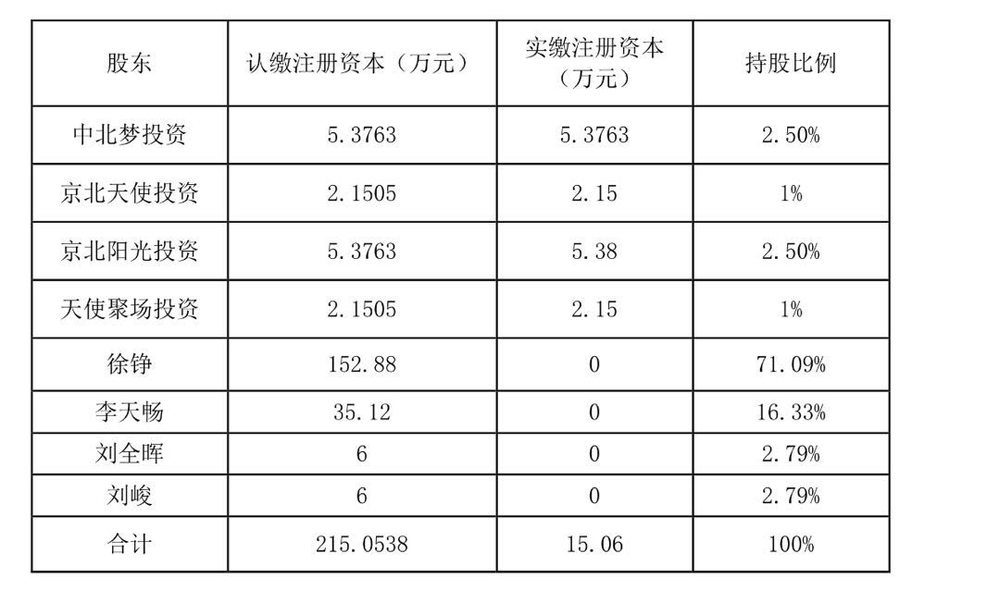 股东 认缴注册资本（万元） 实缴注册资本（万元） 持股比例
中北梦投资 5.3763 5.3763 2.50%
京北天使投资 2.1505 2.15 1%
京北阳光投资 5.3763 5.38 2.50%
天使聚场投资 2.1505 2.15 1%
徐铮 152.88 0 71.09%
李天畅 35.12 0 16.33%
刘全晖 6 0 2.79%
刘峻 6 0 2.79%
合计 215.0538 15.06 100%